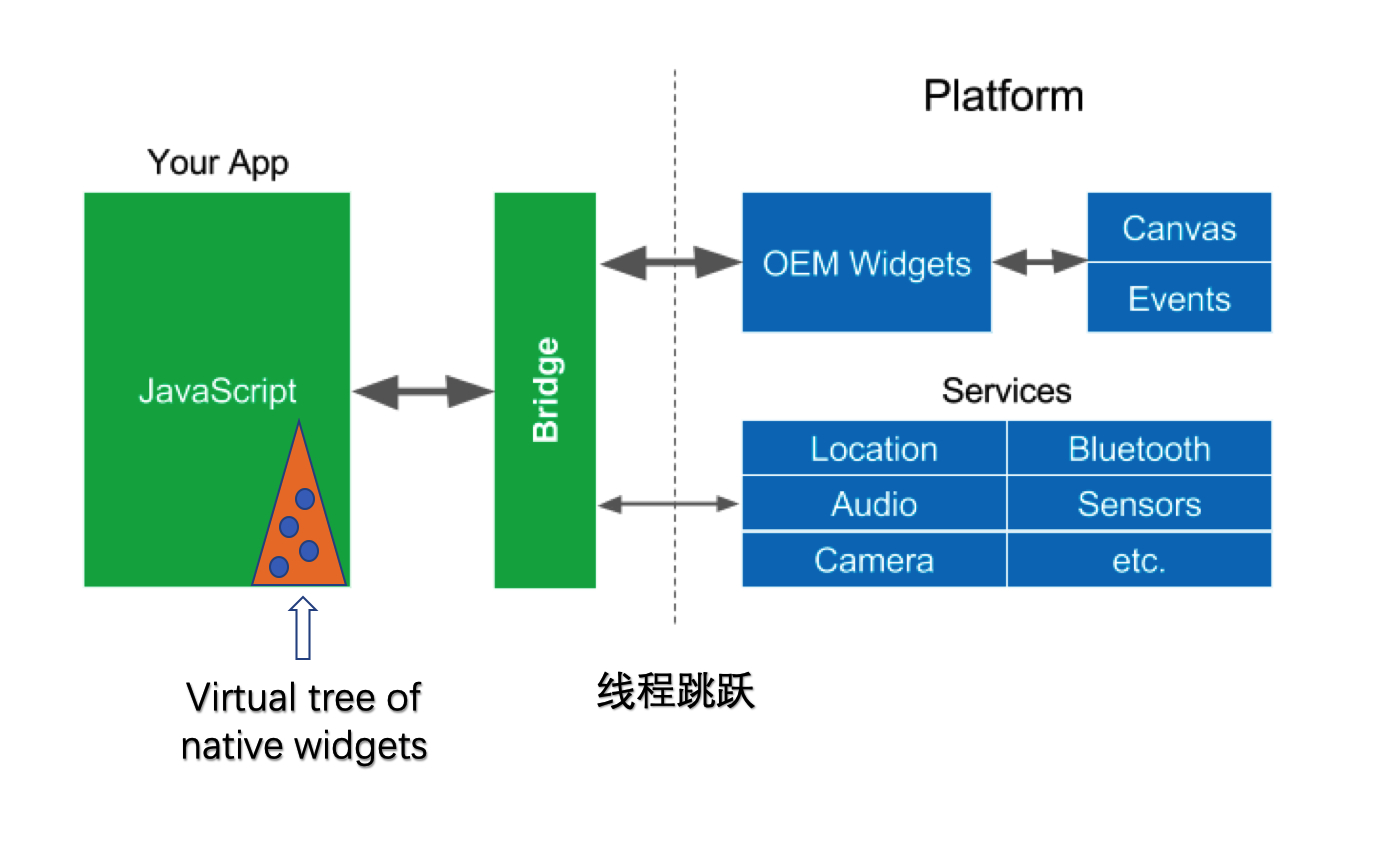 Platform
Your App
JavaScript
Bridge
OEM Widgets
Canvas
Events
Services
Location
Bluetooth
Audio
Sensors
Camera
etc.
Virtual tree of
native widgets
线程跳跃